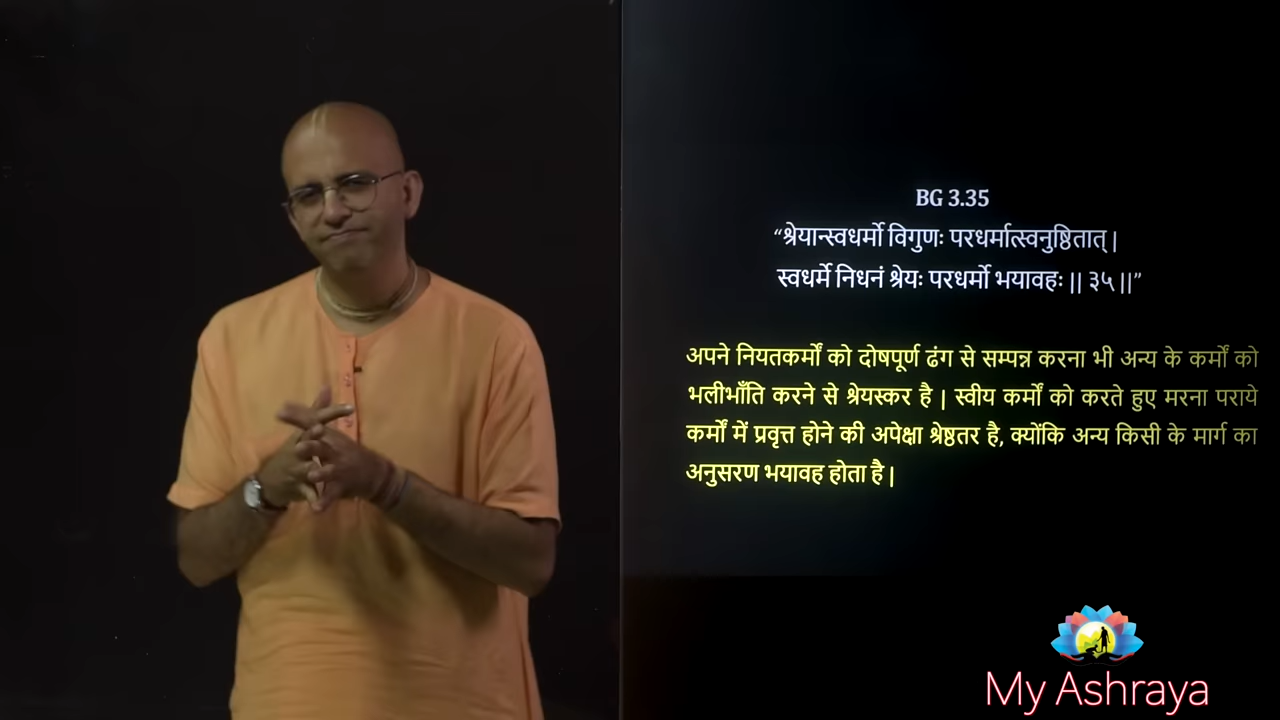 BG 3.35
“श्रेयान्स्वधर्मो विगुणः परधर्मात्स्वनुष्ठितात् |
स्वधर्मे निधनं श्रेयः परधर्मो भयावहः || ३५ ||”
अपने नियतकर्मों को दोषपूर्ण ढंग से सम्पन्न करना भी अन्य के कर्मों को
भलीभाँति करने से श्रेयस्कर है | स्वीय कर्मों को करते हुए मरना पराये
कर्मों में प्रवृत्त होने की अपेक्षा श्रेष्ठतर है, क्योंकि अन्य किसी के मार्ग का
अनुसरण भयावह होता है |
My Ashraya